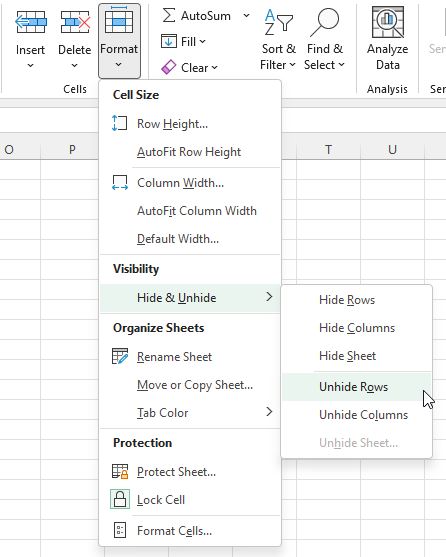 Insert
Delete
Format
AutoSum
Fill
Clear
Sort &
Filter
Find &
Select
Analyze
Data
Cells
Editing
Analysis
O
P
T
U
Cell Size
Row Height...
AutoFit Row Height
Column Width...
AutoFit Column Width
Default Width...
Visibility
Hide & Unhide
Organize Sheets
Rename Sheet
Move or Copy Sheet...
Tab Color
Protection
Protect Sheet...
Lock Cell
Format Cells...
Hide Rows
Hide Columns
Hide Sheet
Unhide Rows
Unhide Columns
Unhide Sheet...